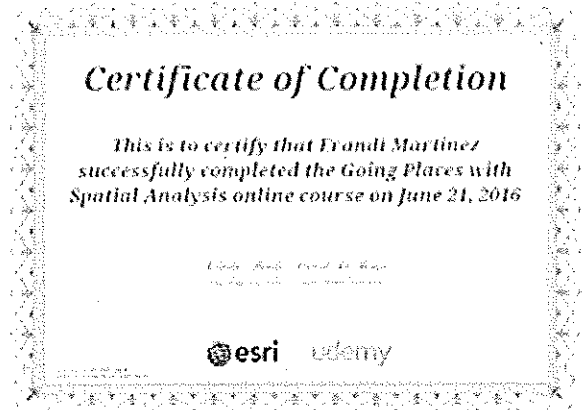 Certificate of Completion
This is to certify that Frandi Martinez
successfully completed the Going Places with
Spatial Analysis online course on June 21, 2016
esri udemy